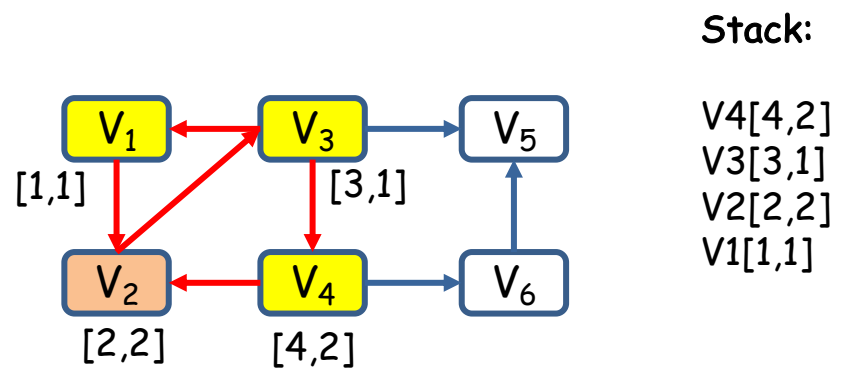 Stack:
V₁ V₃ V₅
V4[4,2]
V3[3,1]
[1,1] [3,1]
V2[2,2]
V1[1,1]
V₂ V₄ V₆
[2,2] [4,2]